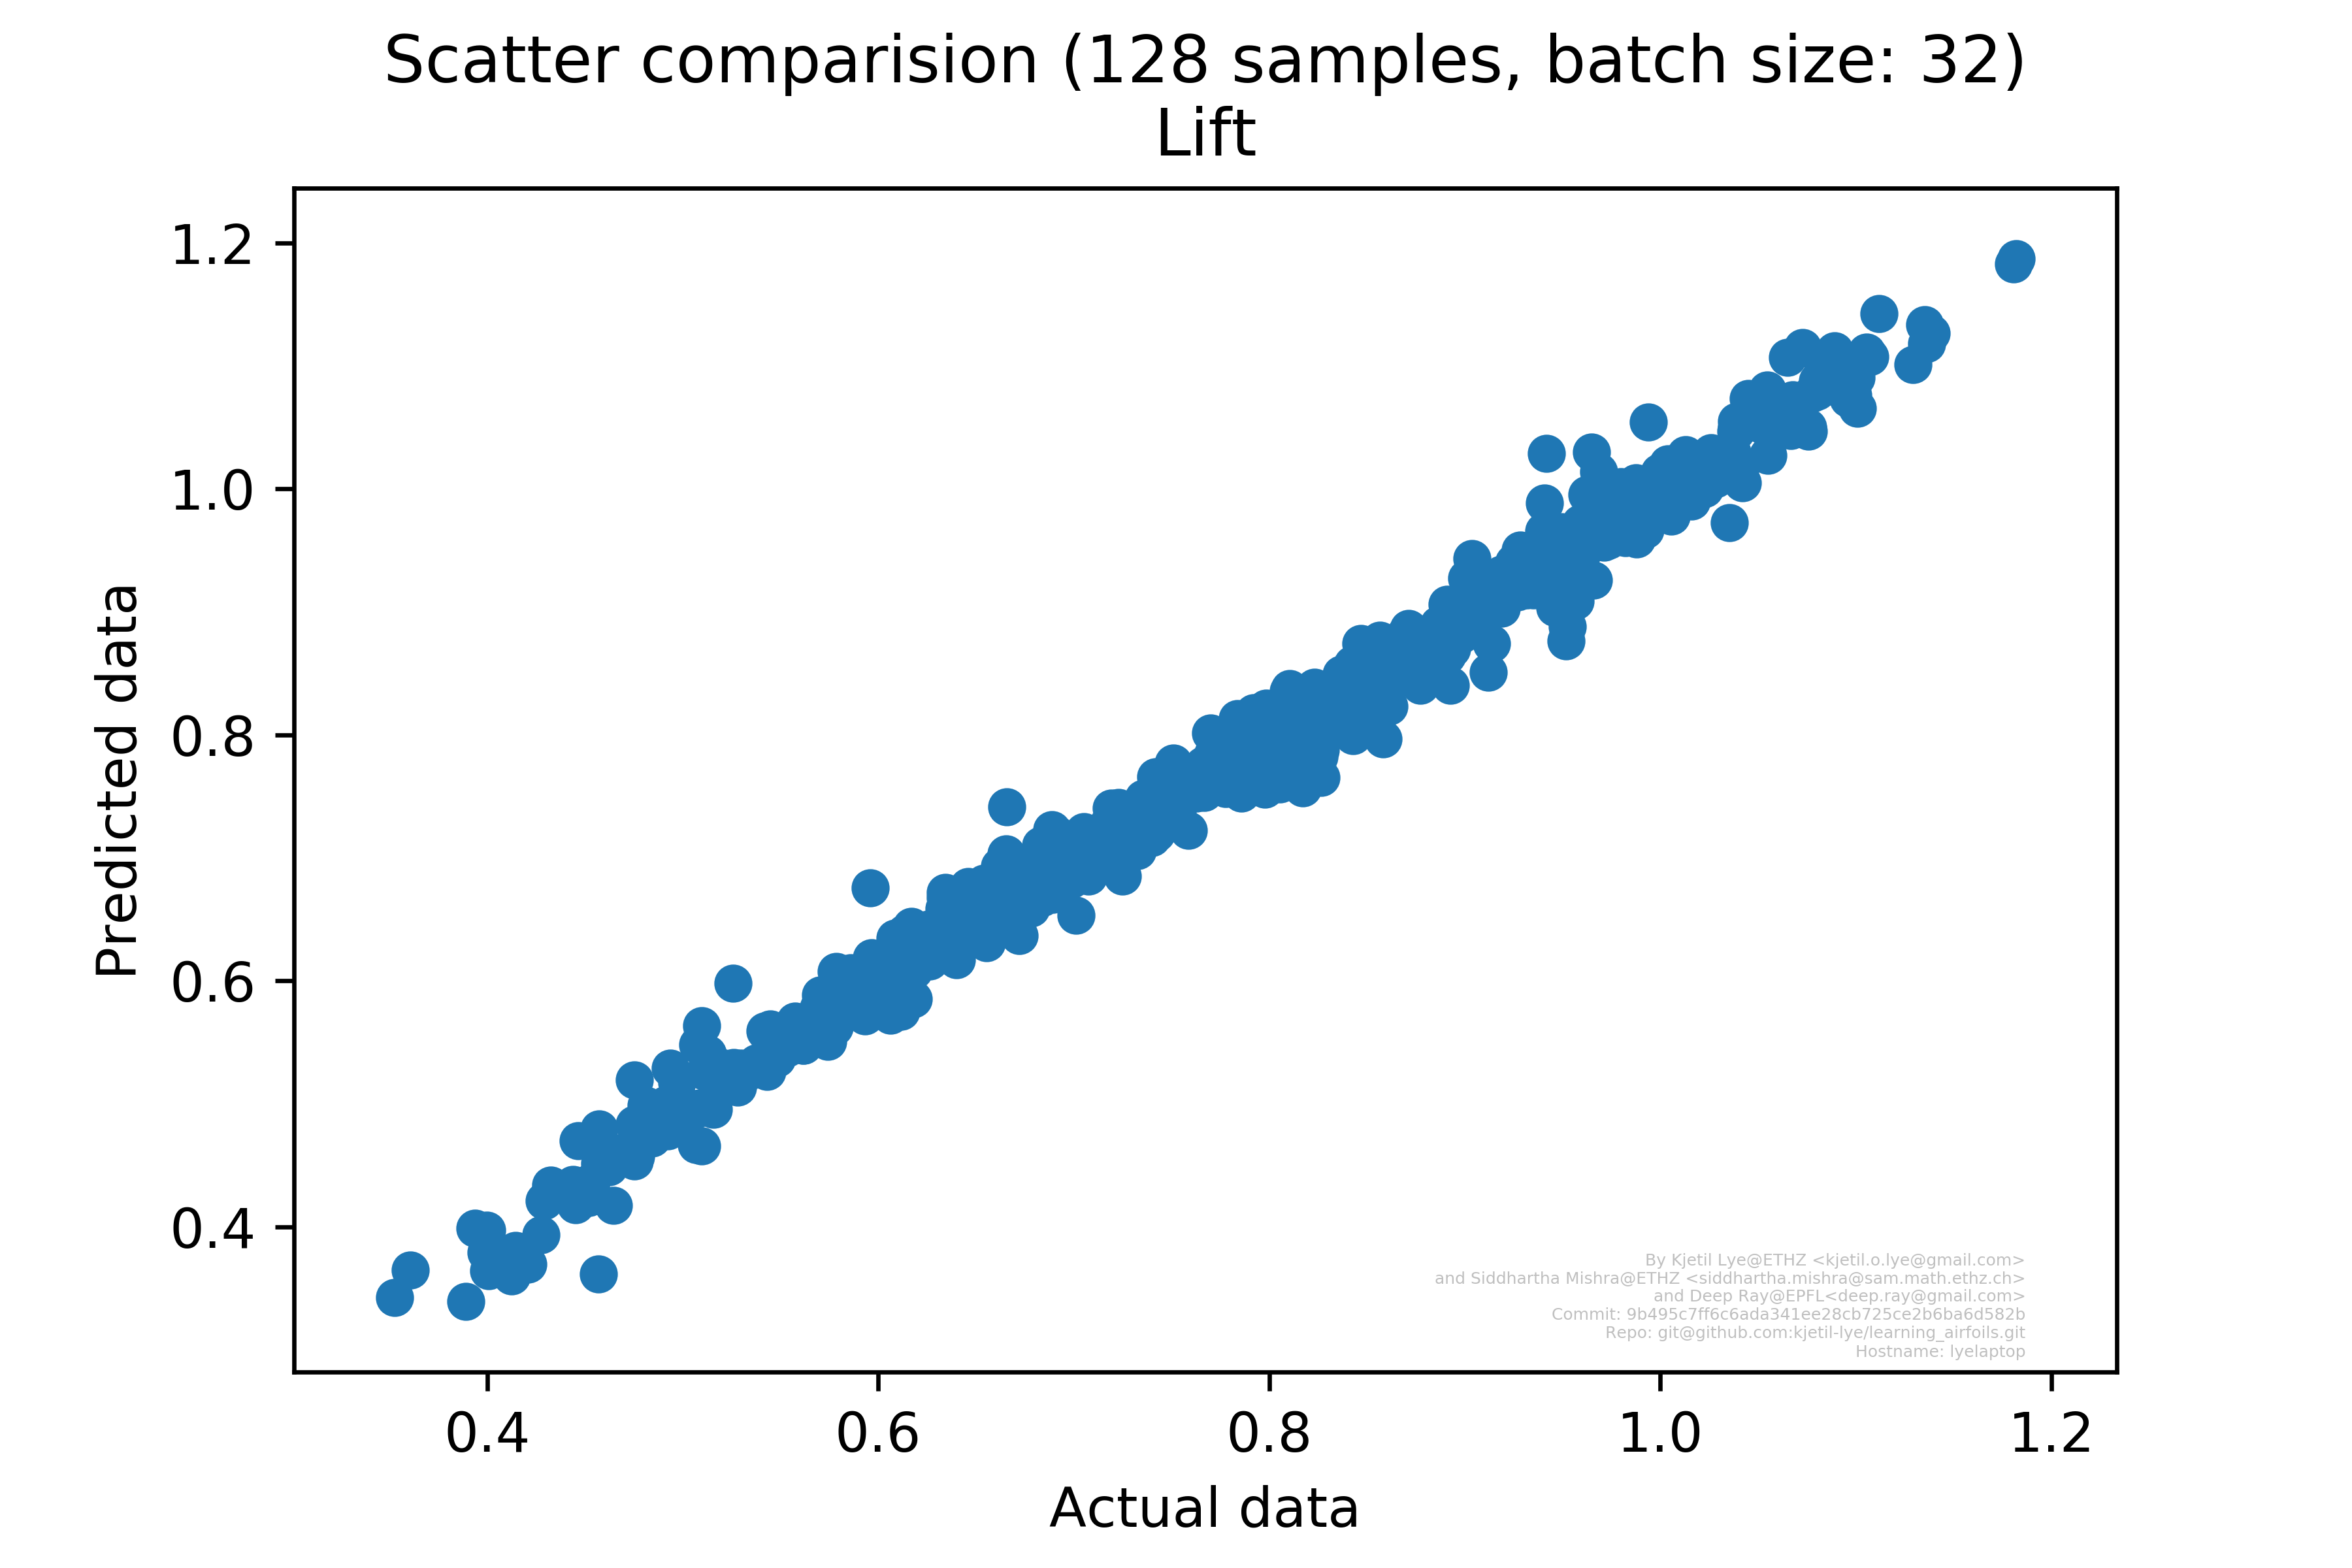 Scatter comparision (128 samples, batch size: 32)
Lift
1.2
1.0
0.8
0.6
0.4
Predicted data
By Kjetil Lye@ETHZ <kjetil.o.lye@gmail.com>
and Siddhartha Mishra@ETHZ <siddhartha.mishra@sam.math.ethz.ch>
and Deep Ray@EPFL<deep.ray@gmail.com>
Commit: 9b495c7ff6c6ada341ee28cb725ce2b6ba6d582b
Repo: git@github.com:kjetil-lye/learning_airfoils.git
Hostname: lyelaptop
0.4 0.6 0.8 1.0 1.2
Actual data